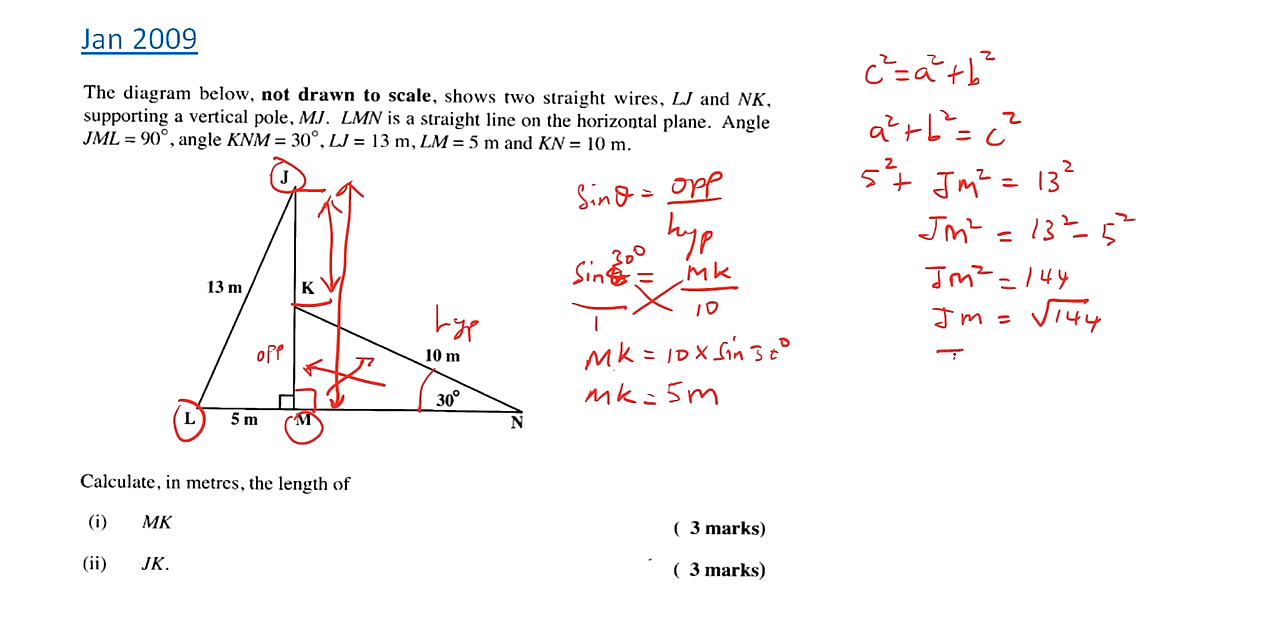 Jan 2009
The diagram below, not drawn to scale, shows two straight wires, LJ and NK,
supporting a vertical pole, MJ. LMN is a straight line on the horizontal plane. Angle
JML = 90°, angle KNM = 30°, LJ = 13 m, LM = 5 m and KN = 10 m.
J
13 m
K
hyp
opp
10 m
30°
L
5 m
M
N
Sinθ = opp/hyp
Sin30° = MK/10
1
MK = 10 x Sin 30°
MK = 5m
c² = a² + b²
a² + b² = c²
5² + Jm² = 13²
Jm² = 13² - 5²
Jm² = 144
Jm = √144
Calculate, in metres, the length of
(i) MK ( 3 marks)
(ii) JK. ( 3 marks)